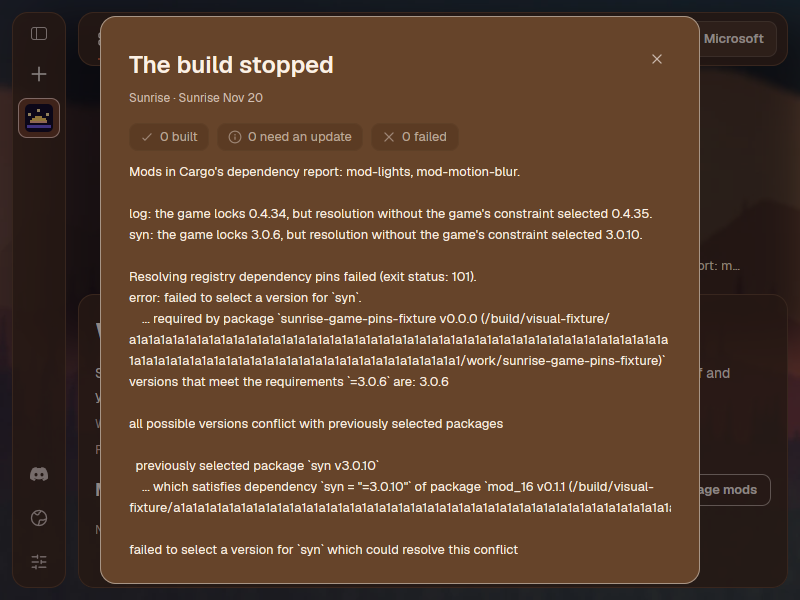 Microsoft
The build stopped
Sunrise · Sunrise Nov 20
0 built
0 need an update
0 failed
Mods in Cargo's dependency report: mod-lights, mod-motion-blur.
log: the game locks 0.4.34, but resolution without the game's constraint selected 0.4.35.
syn: the game locks 3.0.6, but resolution without the game's constraint selected 3.0.10.
ort: m...
Resolving registry dependency pins failed (exit status: 101).
error: failed to select a version for `syn`.
... required by package `sunrise-game-pins-fixture v0.0.0 (/build/visual-fixture/
/work/sunrise-game-pins-fixture)`
versions that meet the requirements `=3.0.6` are: 3.0.6
and
all possible versions conflict with previously selected packages
previously selected package `syn v3.0.10`
... which satisfies dependency `syn = "=3.0.10"` of package `mod_16 v0.1.1 (/build/visual-
age mods
fixture/
failed to select a version for `syn` which could resolve this conflict